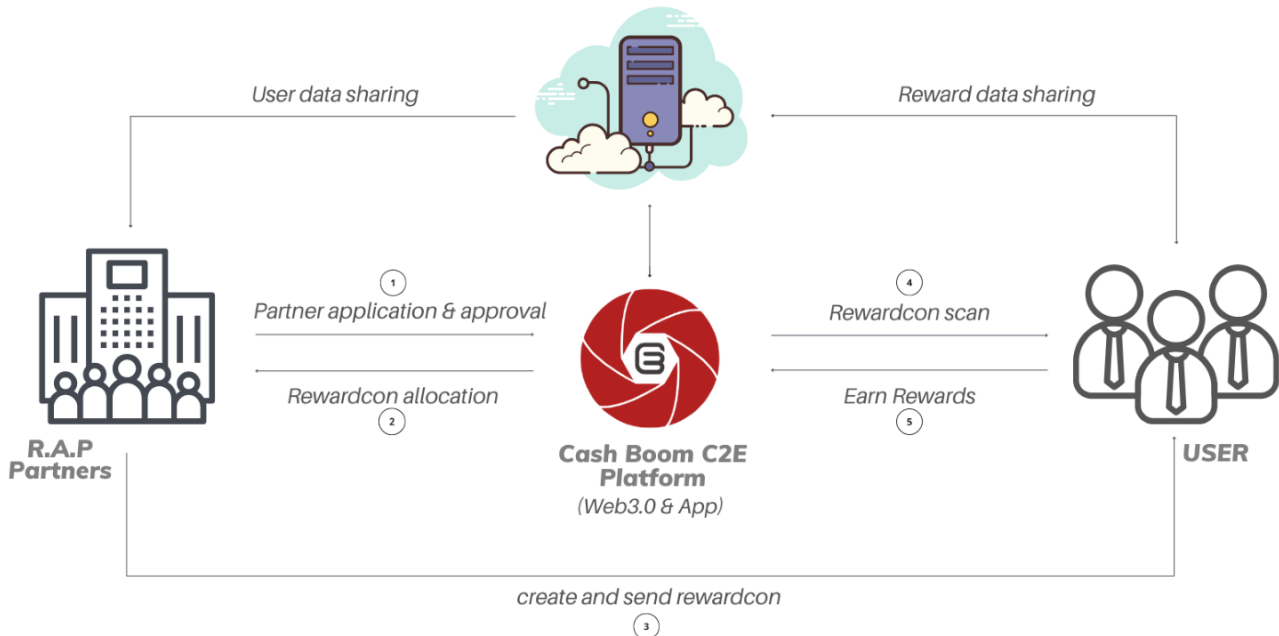 User data sharing
Reward data sharing
1
Partner application & approval
Rewardcon allocation
2
4
Rewardcon scan
Earn Rewards
5
R.A.P
Partners
Cash Boom C2E
Platform
(Web3.0 & App)
USER
create and send rewardcon
3